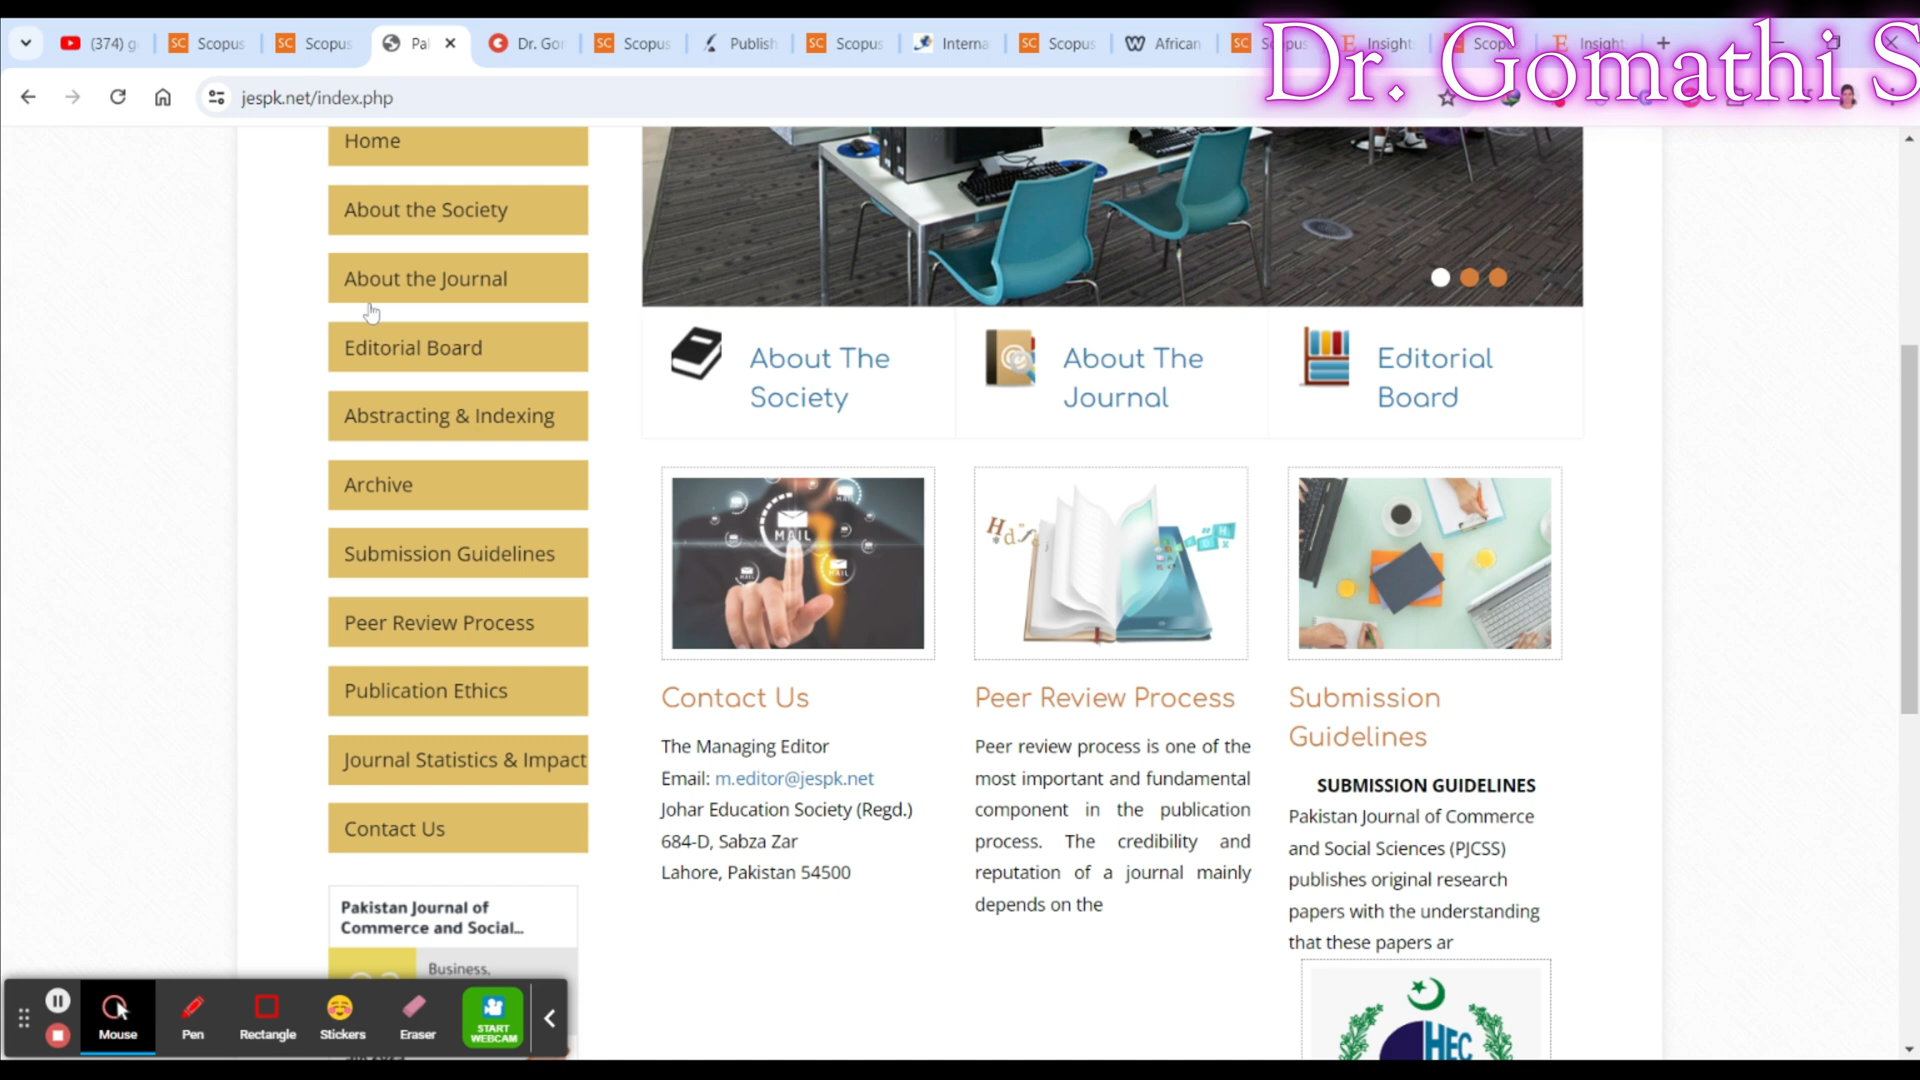 (374) g
Scopus
Scopus
Pa
Dr. Gor
Scopus
Publish
Scopus
Interna
Scopus
African
Scopus
Insight
Scop
Insight
Dr. Gomathi S
jespk.net/index.php
Home
About the Society
About the Journal
Editorial Board
Abstracting & Indexing
Archive
Submission Guidelines
Peer Review Process
Publication Ethics
Journal Statistics & Impact
Contact Us
Pakistan Journal of
Commerce and Social...
Business,
About The
Society
About The
Journal
Editorial
Board
MAIL
Contact Us
The Managing Editor
Email: m.editor@jespk.net
Johar Education Society (Regd.)
684-D, Sabza Zar
Lahore, Pakistan 54500
Peer Review Process
Peer review process is one of the
most important and fundamental
component in the publication
process. The credibility and
reputation of a journal mainly
depends on the
Submission
Guidelines
SUBMISSION GUIDELINES
Pakistan Journal of Commerce
and Social Sciences (PJCSS)
publishes original research
papers with the understanding
that these papers ar
HEC
Mouse
Pen
Rectangle
Stickers
Eraser
START
WEBCAM